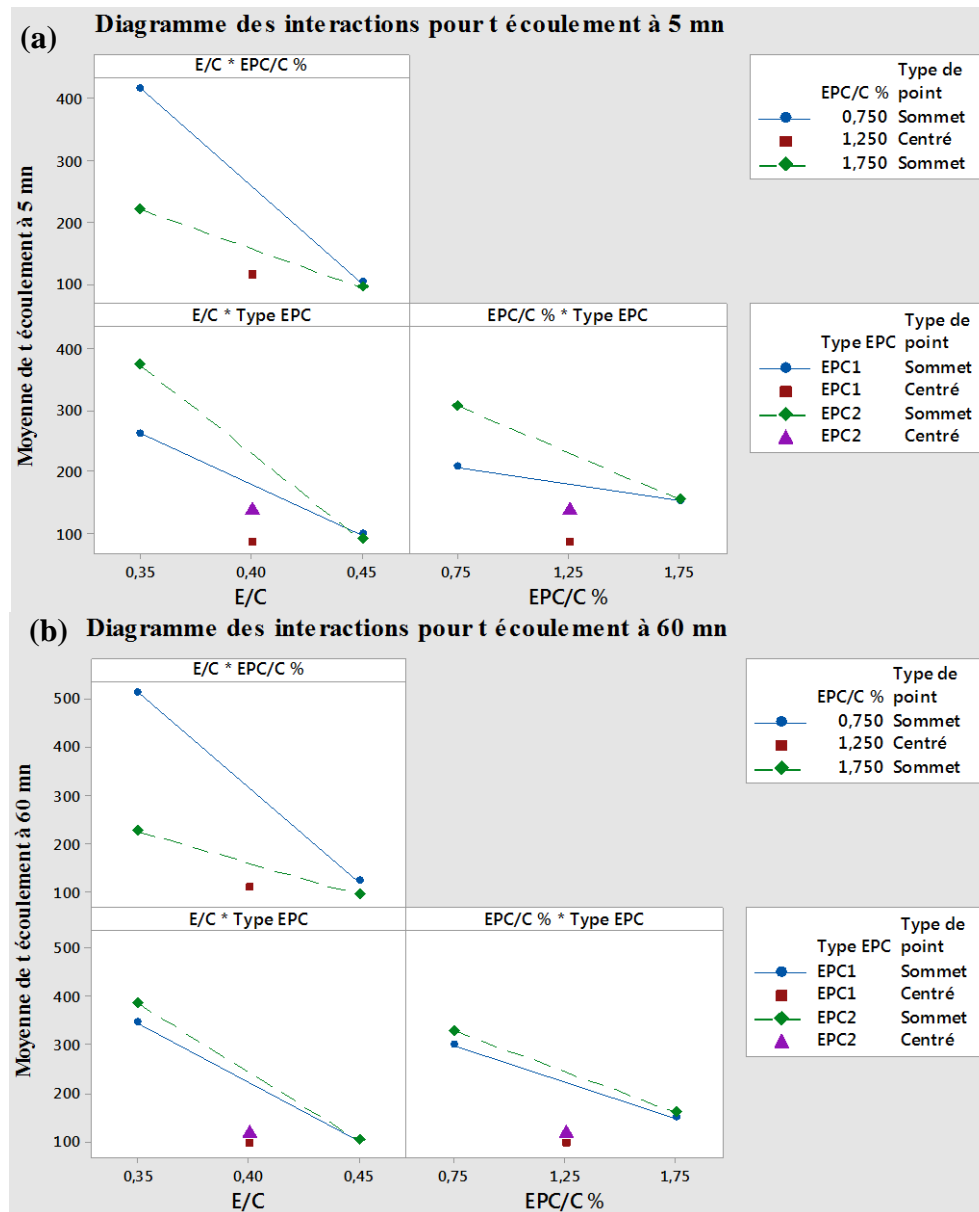 (a) Diagramme des interactions pour t écoulement à 5 mn
E/C * EPC/C %
Moyenne de t écoulement à 5 mn
400
300
200
100
EPC/C % Type de point
0,750 Sommet
1,250 Centré
1,750 Sommet
E/C * Type EPC
EPC/C % * Type EPC
400
300
200
100
Type EPC Type de point
EPC1 Sommet
EPC1 Centré
EPC2 Sommet
EPC2 Centré
0,35 0,40 0,45
0,75 1,25 1,75
E/C
EPC/C %
(b) Diagramme des interactions pour t écoulement à 60 mn
E/C * EPC/C %
Moyenne de t écoulement à 60 mn
500
400
300
200
100
EPC/C % Type de point
0,750 Sommet
1,250 Centré
1,750 Sommet
E/C * Type EPC
EPC/C % * Type EPC
500
400
300
200
100
Type EPC Type de point
EPC1 Sommet
EPC1 Centré
EPC2 Sommet
EPC2 Centré
0,35 0,40 0,45
0,75 1,25 1,75
E/C
EPC/C %